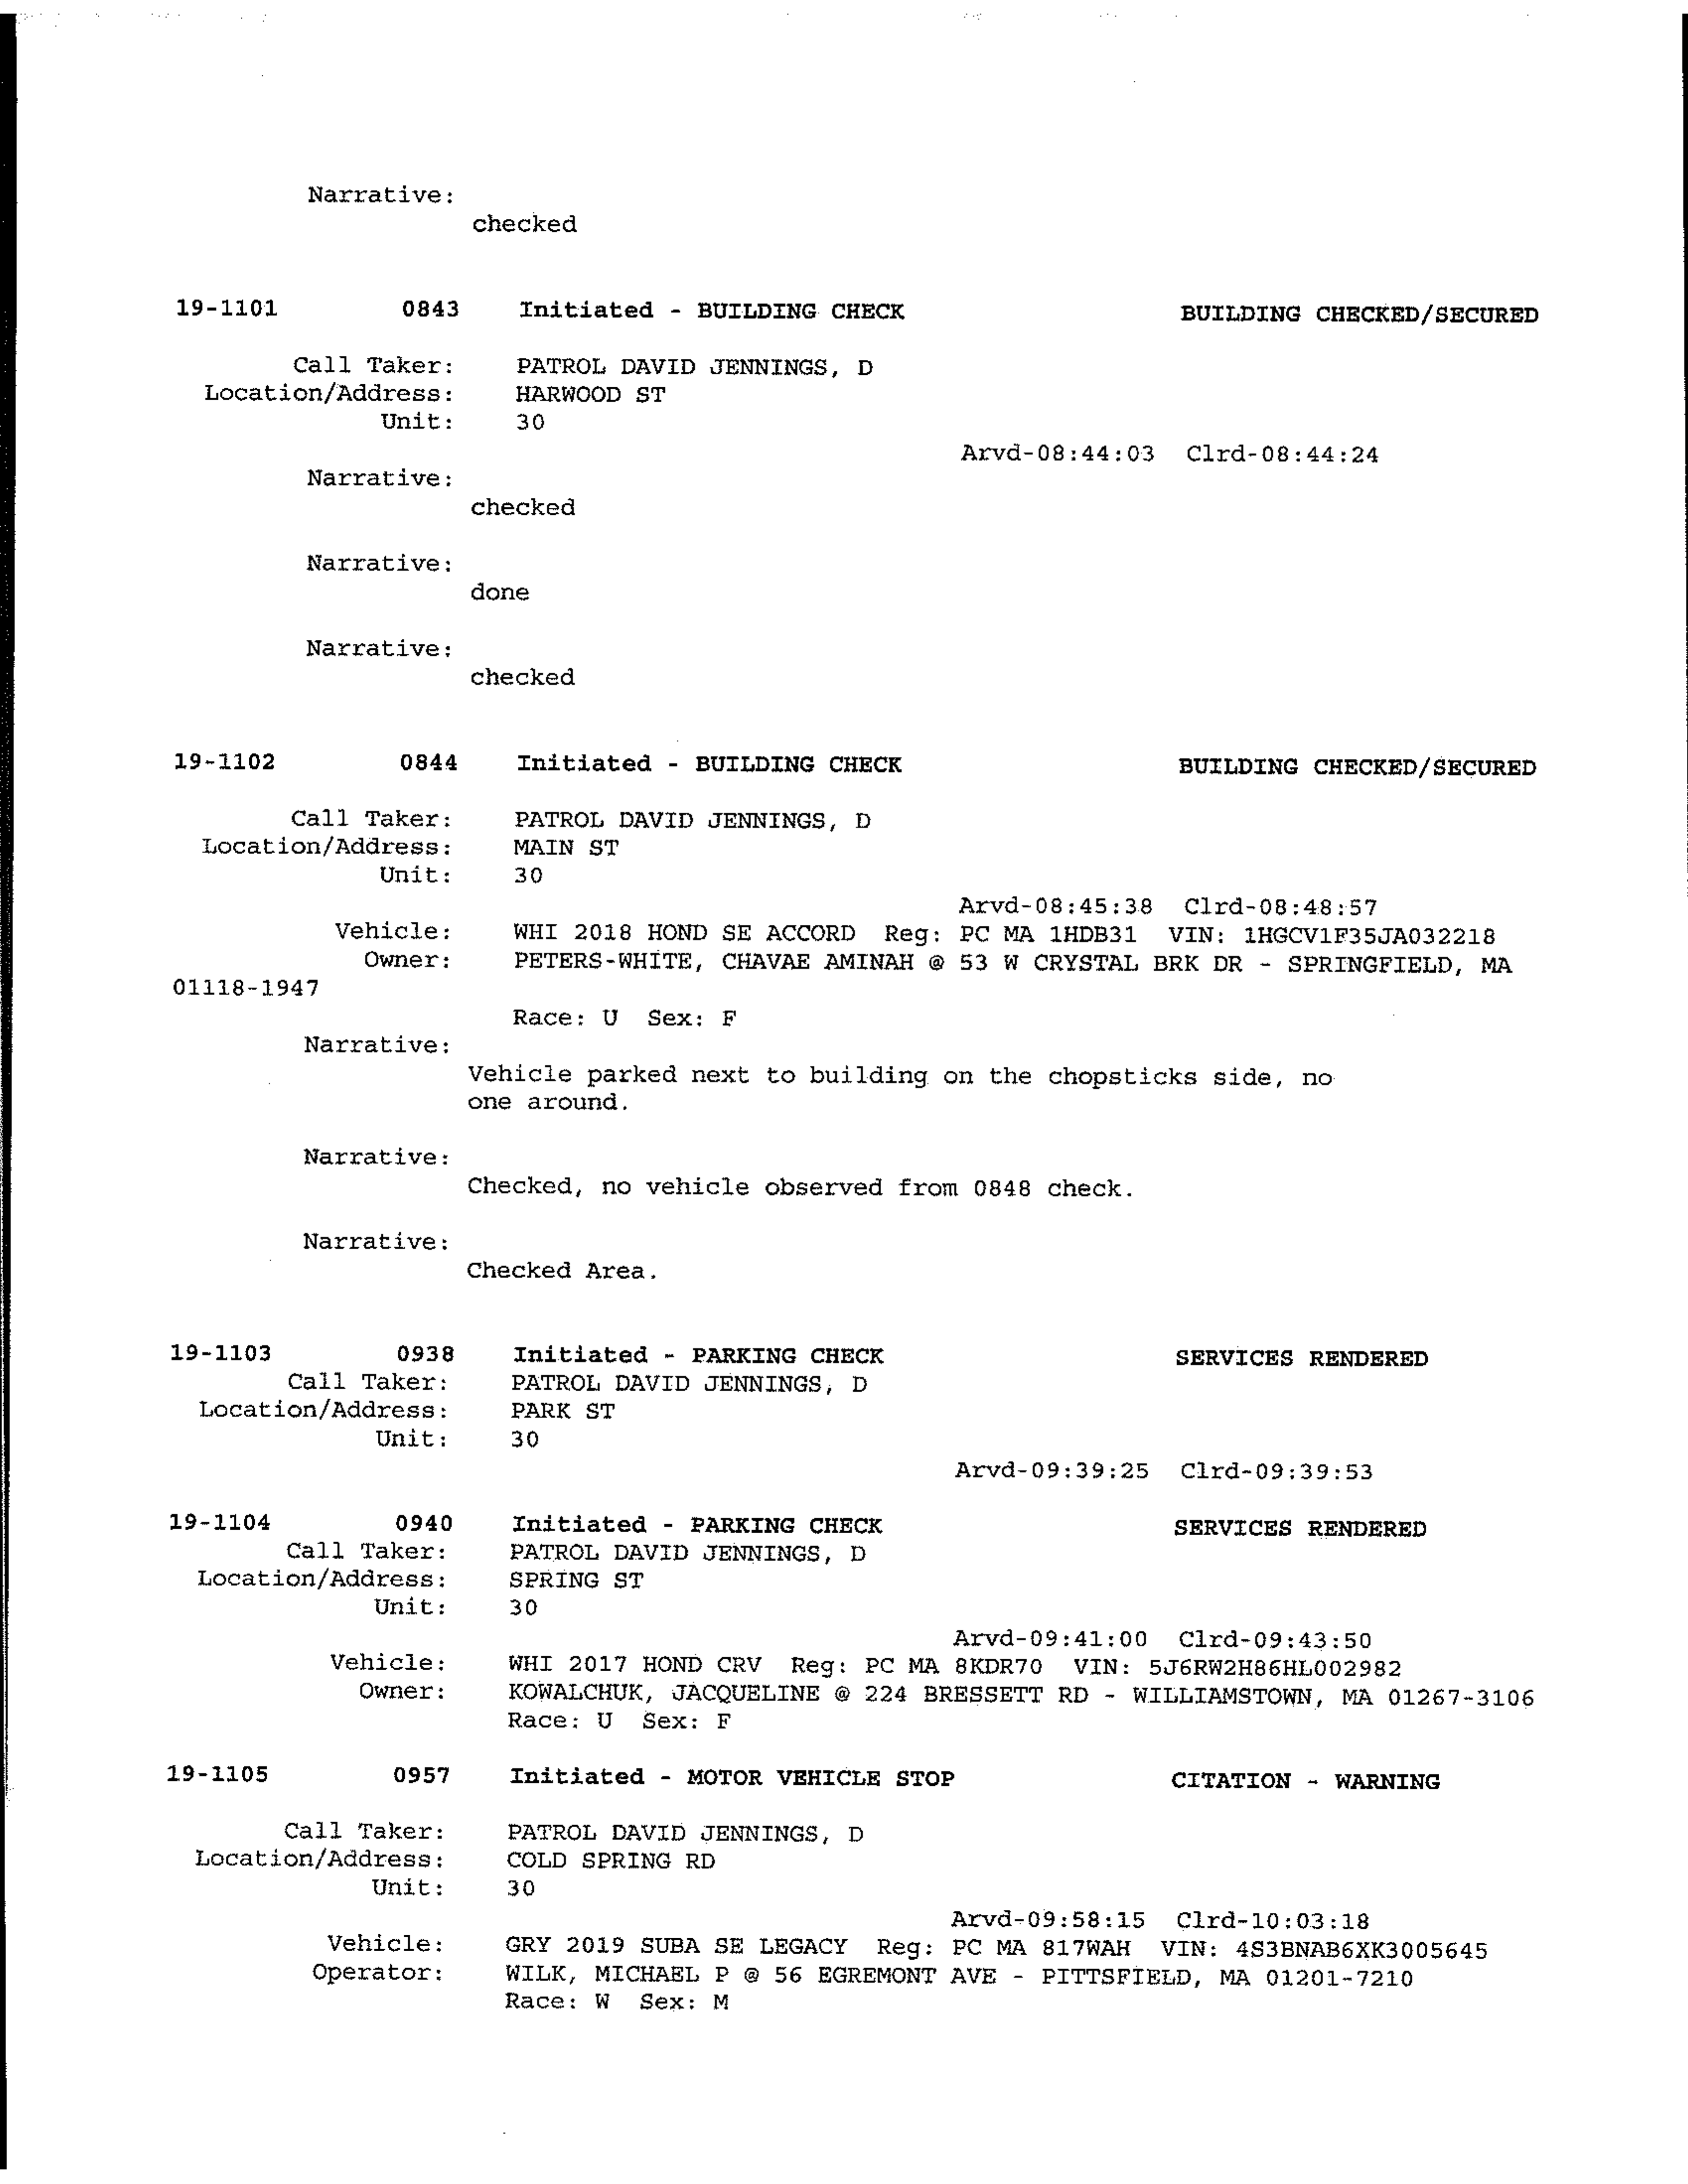 Narrative:
checked
19-1101 0843 Initiated - BUILDING CHECK BUILDING CHECKED/SECURED
Call Taker: PATROL DAVID JENNINGS, D
Location/Address: HARWOOD ST
Unit: 30
Arvd-08:44:03 Clrd-08:44:24
Narrative:
checked
Narrative:
done
Narrative:
checked
19-1102 0844 Initiated - BUILDING CHECK BUILDING CHECKED/SECURED
Call Taker: PATROL DAVID JENNINGS, D
Location/Address: MAIN ST
Unit: 30
Arvd-08:45:38 Clrd-08:48:57
Vehicle: WHI 2018 HOND SE ACCORD Reg: PC MA 1HDB31 VIN: 1HGCV1F35JA032218
Owner: PETERS-WHITE, CHAVAE AMINAH @ 53 W CRYSTAL BRK DR - SPRINGFIELD, MA
01118-1947
Race: U Sex: F
Narrative:
Vehicle parked next to building on the chopsticks side, no
one around.
Narrative:
Checked, no vehicle observed from 0848 check.
Narrative:
Checked Area.
19-1103 0938 Initiated - PARKING CHECK SERVICES RENDERED
Call Taker: PATROL DAVID JENNINGS, D
Location/Address: PARK ST
Unit: 30
Arvd-09:39:25 Clrd-09:39:53
19-1104 0940 Initiated - PARKING CHECK SERVICES RENDERED
Call Taker: PATROL DAVID JENNINGS, D
Location/Address: SPRING ST
Unit: 30
Arvd-09:41:00 Clrd-09:43:50
Vehicle: WHI 2017 HOND CRV Reg: PC MA 8KDR70 VIN: 5J6RW2H86HL002982
Owner: KOWALCHUK, JACQUELINE @ 224 BRESSETT RD - WILLIAMSTOWN, MA 01267-3106
Race: U Sex: F
19-1105 0957 Initiated - MOTOR VEHICLE STOP CITATION - WARNING
Call Taker: PATROL DAVID JENNINGS, D
Location/Address: COLD SPRING RD
Unit: 30
Arvd-09:58:15 Clrd-10:03:18
Vehicle: GRY 2019 SUBA SE LEGACY Reg: PC MA 817WAH VIN: 4S3BNAB6XK3005645
Operator: WILK, MICHAEL P @ 56 EGREMONT AVE - PITTSFIELD, MA 01201-7210
Race: W Sex: M